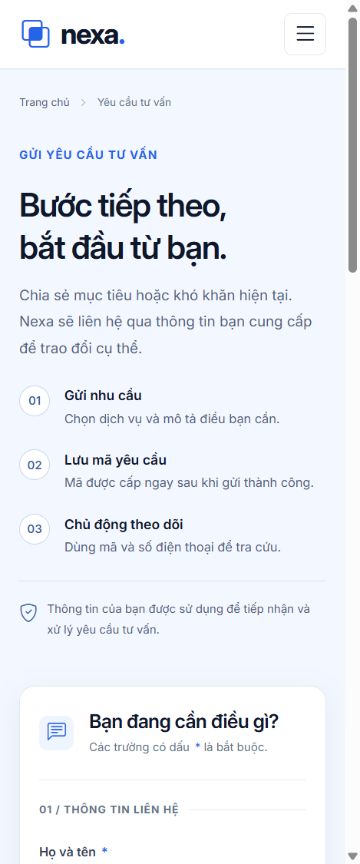 nexa.
Trang chủ > Yêu cầu tư vấn
GỬI YÊU CẦU TƯ VẤN
Bước tiếp theo,
bắt đầu từ bạn.
Chia sẻ mục tiêu hoặc khó khăn hiện tại.
Nexa sẽ liên hệ qua thông tin bạn cung cấp
để trao đổi cụ thể.
01 Gửi nhu cầu
Chọn dịch vụ và mô tả điều bạn cần.
02 Lưu mã yêu cầu
Mã được cấp ngay sau khi gửi thành công.
03 Chủ động theo dõi
Dùng mã và số điện thoại để tra cứu.
Thông tin của bạn được sử dụng để tiếp nhận và
xử lý yêu cầu tư vấn.
Bạn đang cần điều gì?
Các trường có dấu * là bắt buộc.
01 / THÔNG TIN LIÊN HỆ
Họ và tên *